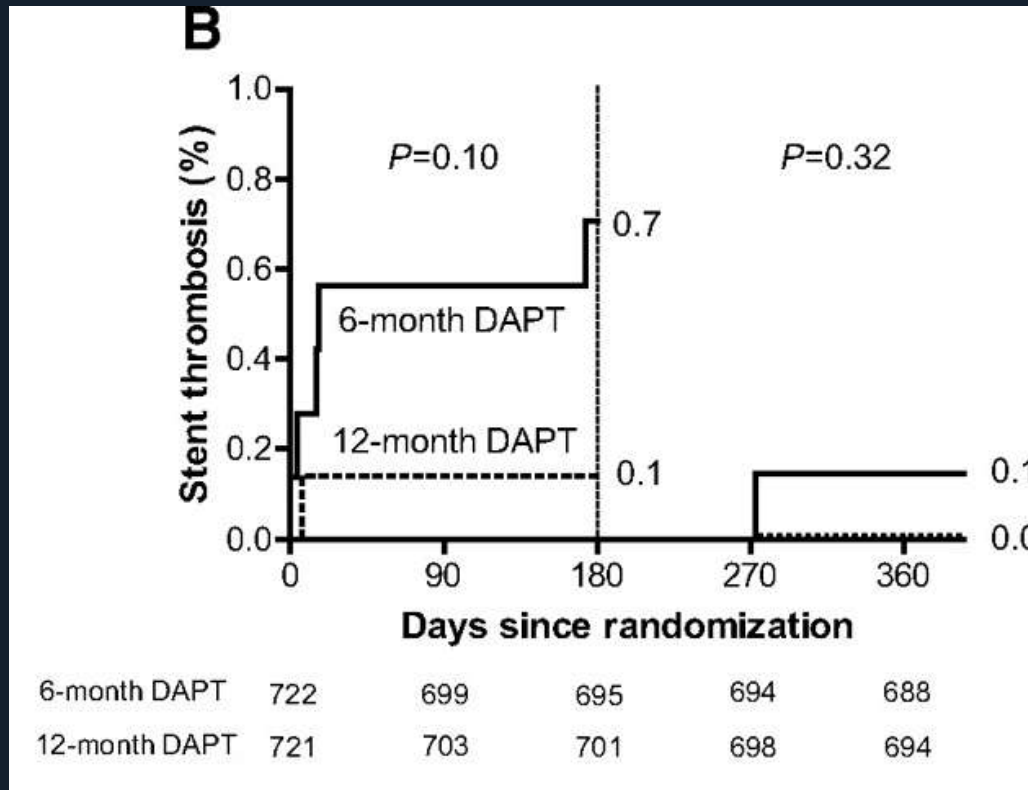 B
Stent thrombosis (%)
1.0
0.8
0.6
0.4
0.2
0.0
P=0.10
P=0.32
0.7
6-month DAPT
12-month DAPT
0.1
0.1
0 90 180 270 360
Days since randomization
6-month DAPT 722 699 695 694 688
12-month DAPT 721 703 701 698 694